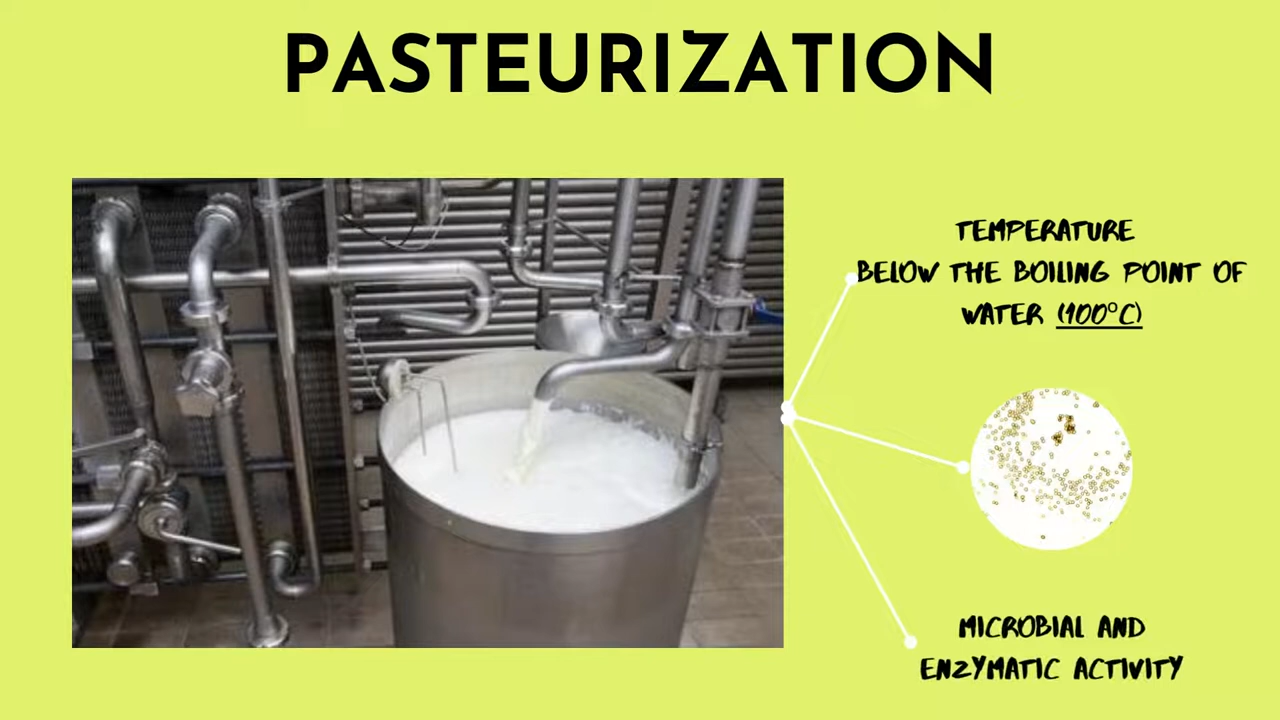 PASTEURIZATION
TEMPERATURE
BELOW THE BOILING POINT OF
WATER (100°C)
MICROBIAL AND
ENZYMATIC ACTIVITY